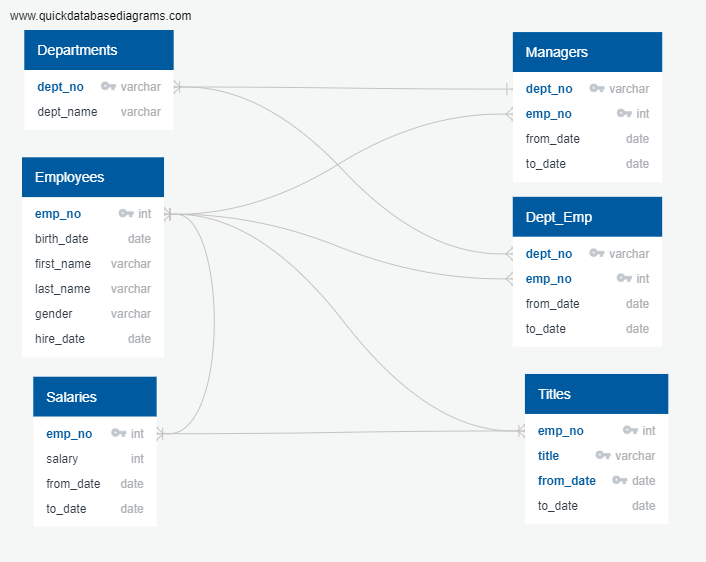 www.quickdatabasediagrams.com
Departments
dept_no varchar
dept_name varchar
Employees
emp_no int
birth_date date
first_name varchar
last_name varchar
gender varchar
hire_date date
Salaries
emp_no int
salary int
from_date date
to_date date
Managers
dept_no varchar
emp_no int
from_date date
to_date date
Dept_Emp
dept_no varchar
emp_no int
from_date date
to_date date
Titles
emp_no int
title varchar
from_date date
to_date date